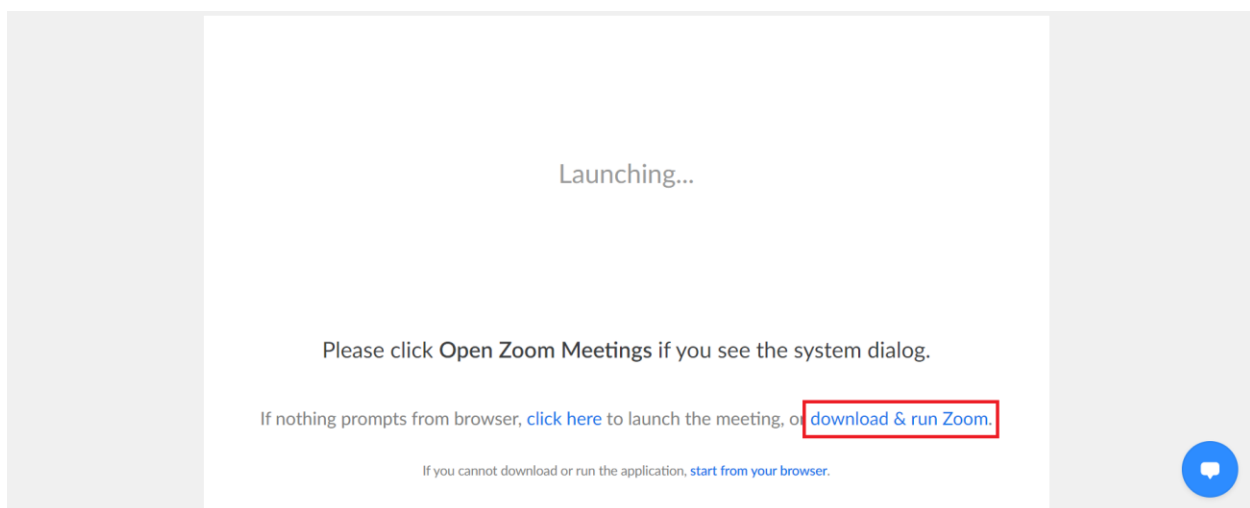 Launching...
Please click Open Zoom Meetings if you see the system dialog.
If nothing prompts from browser, click here to launch the meeting, or download & run Zoom.
If you cannot download or run the application, start from your browser.